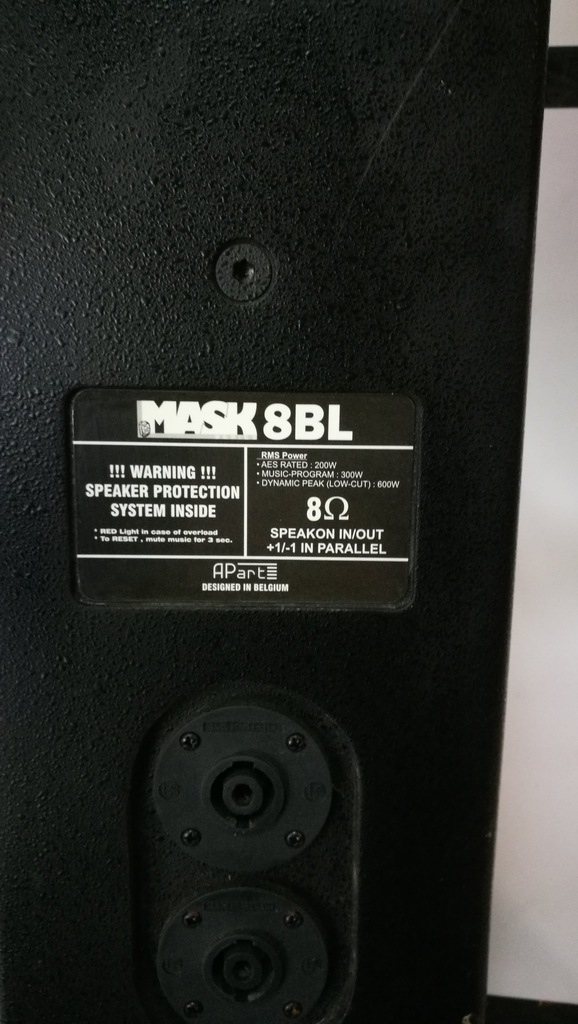 MASK 8BL
!!! WARNING !!!
SPEAKER PROTECTION
SYSTEM INSIDE
* RED Light in case of overload
* To RESET , mute music for 3 sec.
RMS Power
• AES RATED : 200W
• MUSIC-PROGRAM : 300W
• DYNAMIC PEAK (LOW-CUT) : 600W
8Ω
SPEAKON IN/OUT
+1/-1 IN PARALLEL
APart
DESIGNED IN BELGIUM